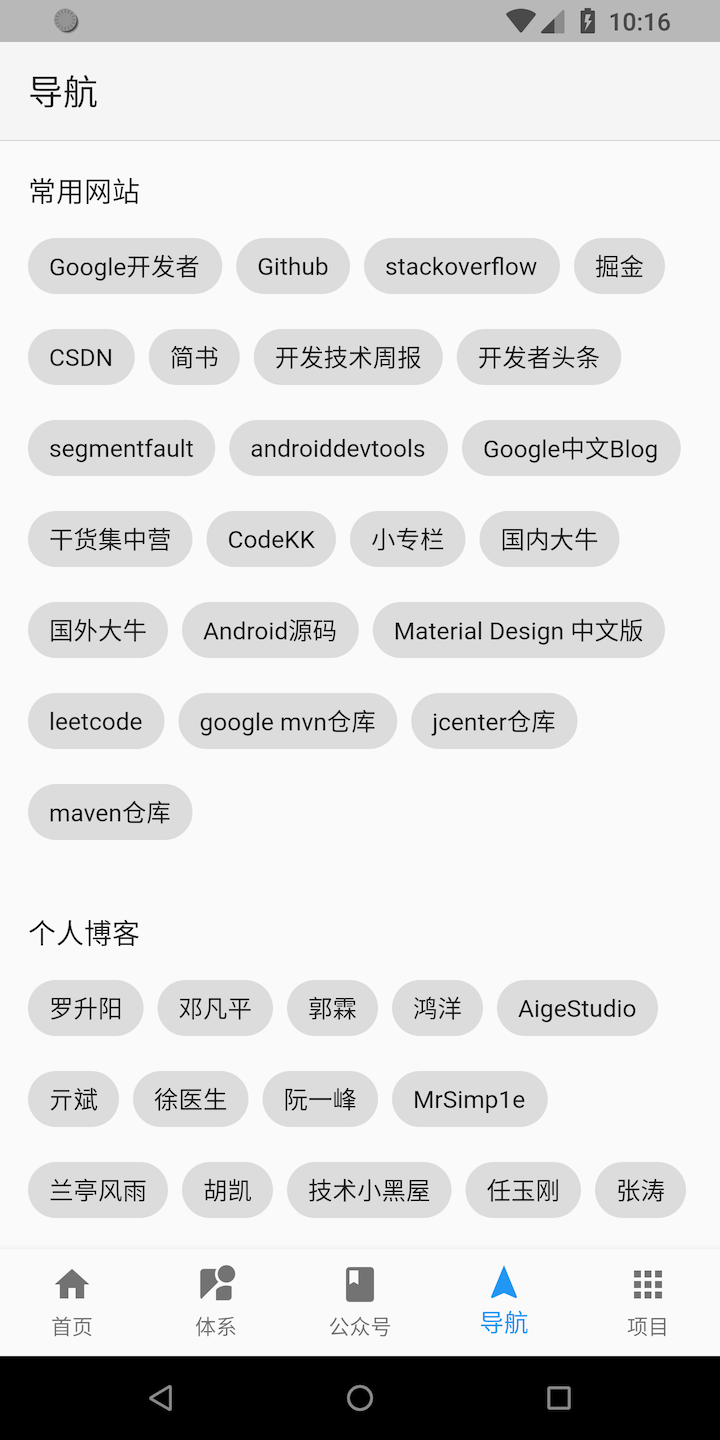 10:16
导航
常用网站
Google开发者 Github stackoverflow 掘金
CSDN 简书 开发技术周报 开发者头条
segmentfault androiddevtools Google中文Blog
干货集中营 CodeKK 小专栏 国内大牛
国外大牛 Android源码 Material Design 中文版
leetcode google mvn仓库 jcenter仓库
maven仓库
个人博客
罗升阳 邓凡平 郭霖 鸿洋 AigeStudio
亓斌 徐医生 阮一峰 MrSimp1e
兰亭风雨 胡凯 技术小黑屋 任玉刚 张涛
首页 体系 公众号 导航 项目